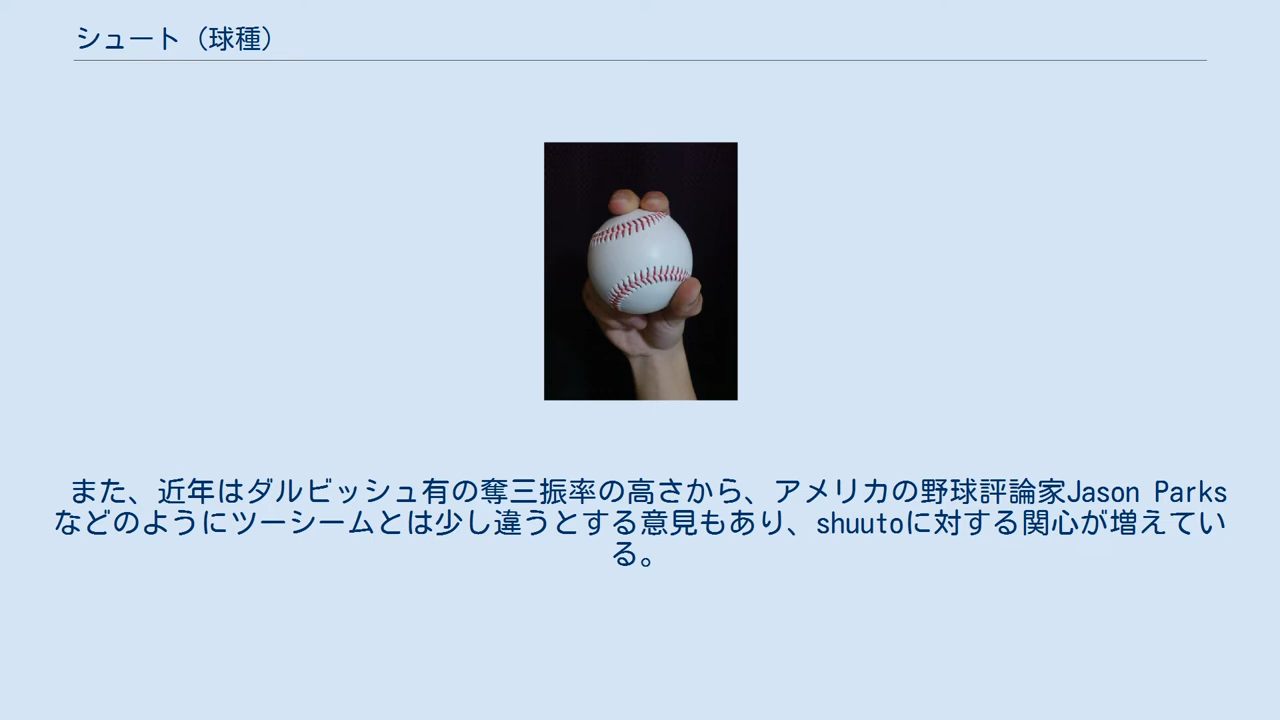 シュート（球種）
また、近年はダルビッシュ有の奪三振率の高さから、アメリカの野球評論家Jason Parks
などのようにツーシームとは少し違うとする意見もあり、shuutoに対する関心が増えてい
る。